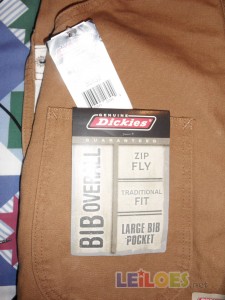 GENUINE
Dickies
GUARANTEED
BIB OVERALL
ZIP
FLY
TRADITIONAL
FIT
LARGE BIB
POCKET
LEILOES